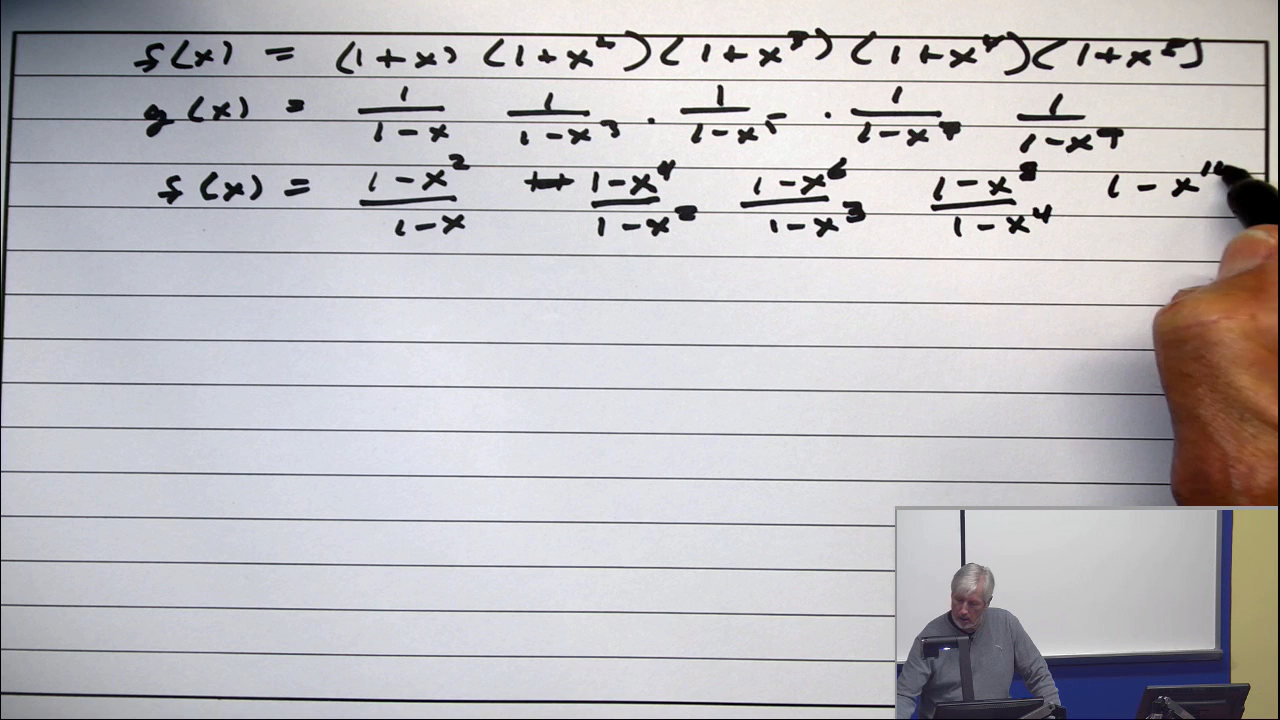 f(x) = (1+x) (1+x²)(1+x³)(1+x⁴)(1+x⁵)
g(x) = 1/(1-x) 1/(1-x³) · 1/(1-x⁵) · 1/(1-x⁷) 1/(1-x⁹)
f(x) = (1-x²)/(1-x) (1-x⁴)/(1-x²) (1-x⁶)/(1-x³) (1-x⁸)/(1-x⁴) 1-x¹⁰